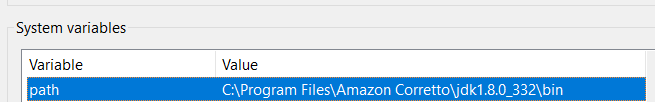 System variables
Variable Value
path C:\Program Files\Amazon Corretto\jdk1.8.0_332\bin